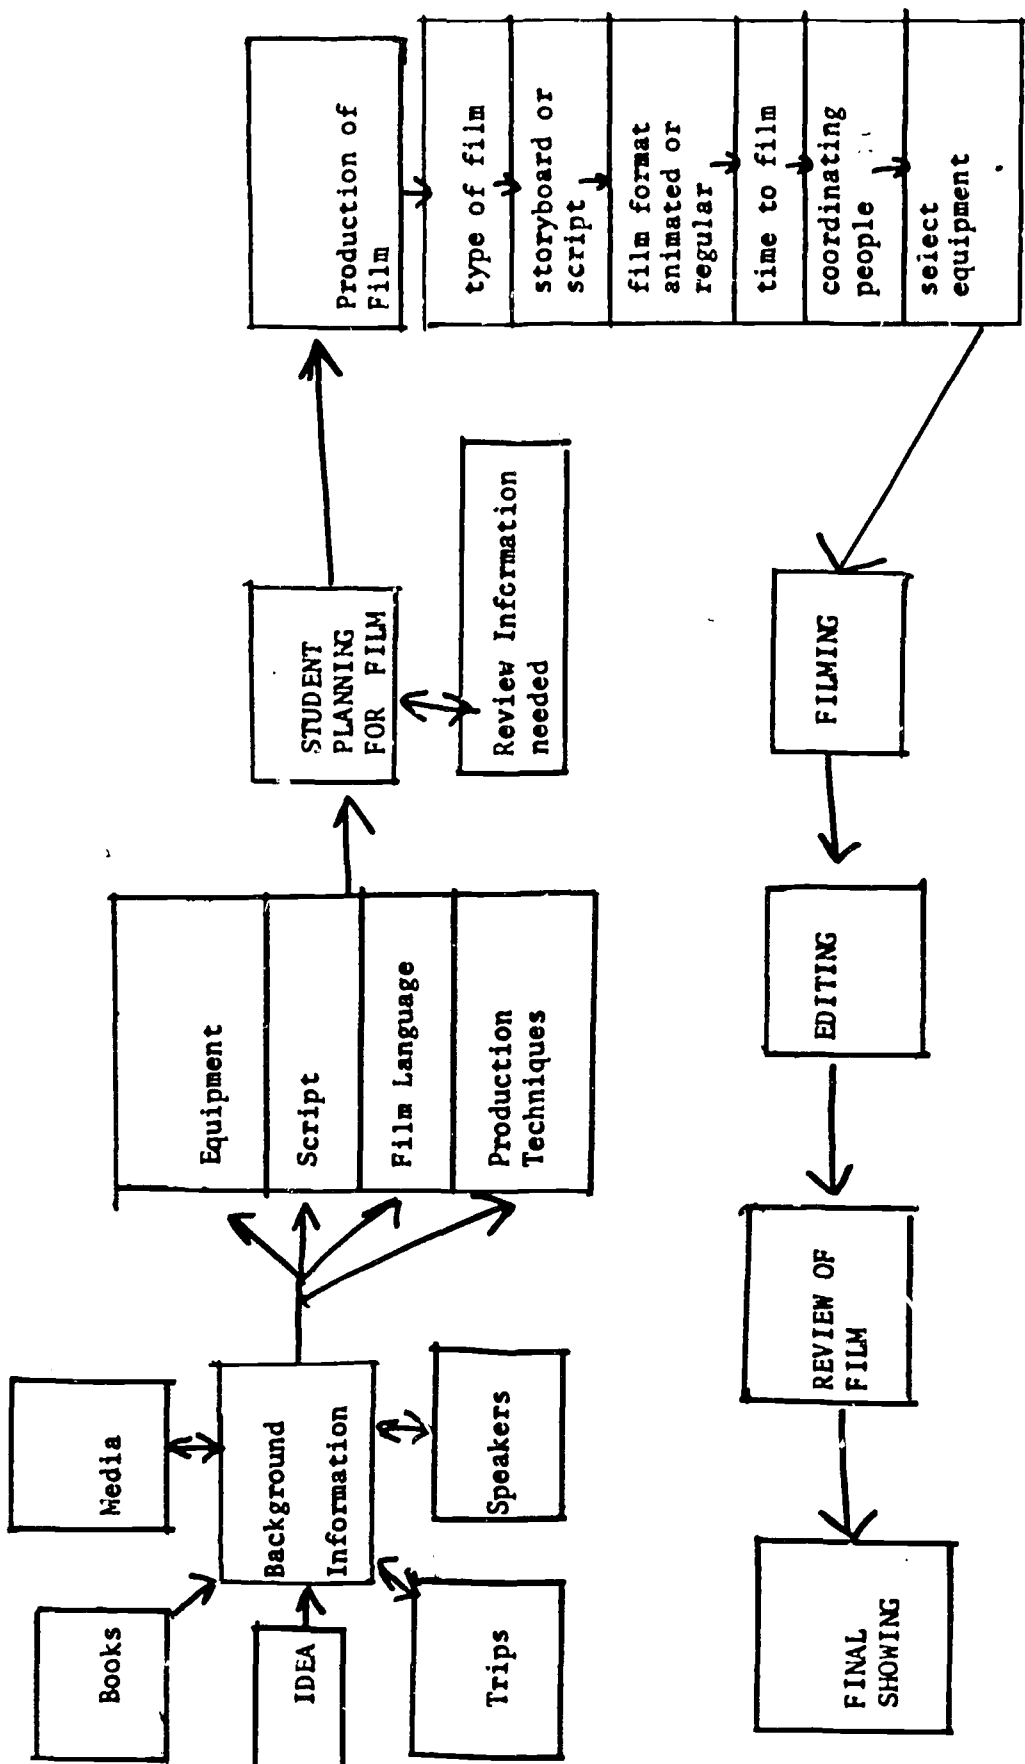 Books
Media
IDEA
Background
Information
Trips
Speakers
Equipment
Script
Film Language
Production
Techniques
STUDENT
PLANNING
FOR FILM
Review Information
needed
Production of
Film
type of film
storyboard or
script
film format
animated or
regular
time to film
coordinating
people
select
equipment
FILMING
EDITING
REVIEW OF
FILM
FINAL
SHOWING